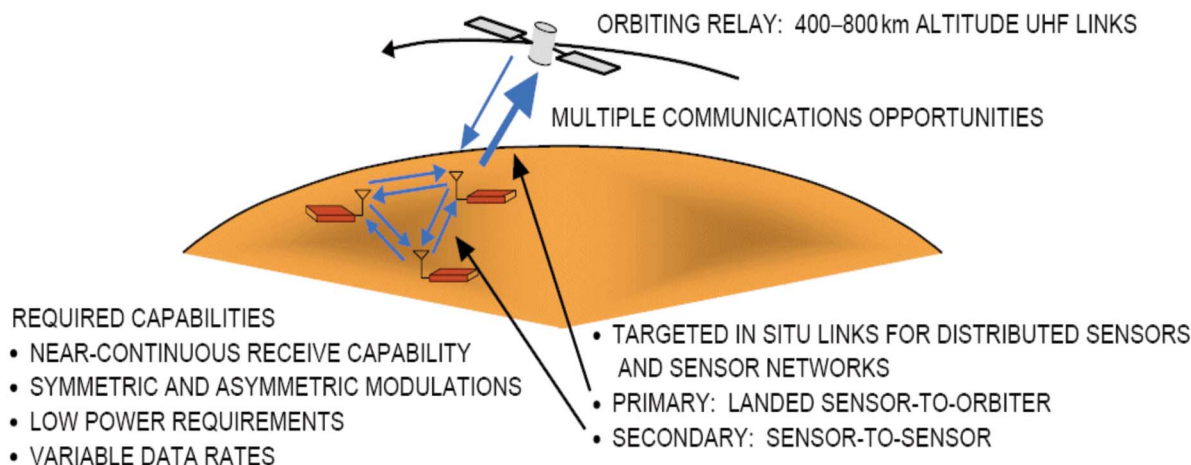 ORBITING RELAY: 400–800 km ALTITUDE UHF LINKS
MULTIPLE COMMUNICATIONS OPPORTUNITIES
REQUIRED CAPABILITIES
• NEAR-CONTINUOUS RECEIVE CAPABILITY
• SYMMETRIC AND ASYMMETRIC MODULATIONS
• LOW POWER REQUIREMENTS
• VARIABLE DATA RATES
• TARGETED IN SITU LINKS FOR DISTRIBUTED SENSORS
AND SENSOR NETWORKS
• PRIMARY: LANDED SENSOR-TO-ORBITER
• SECONDARY: SENSOR-TO-SENSOR